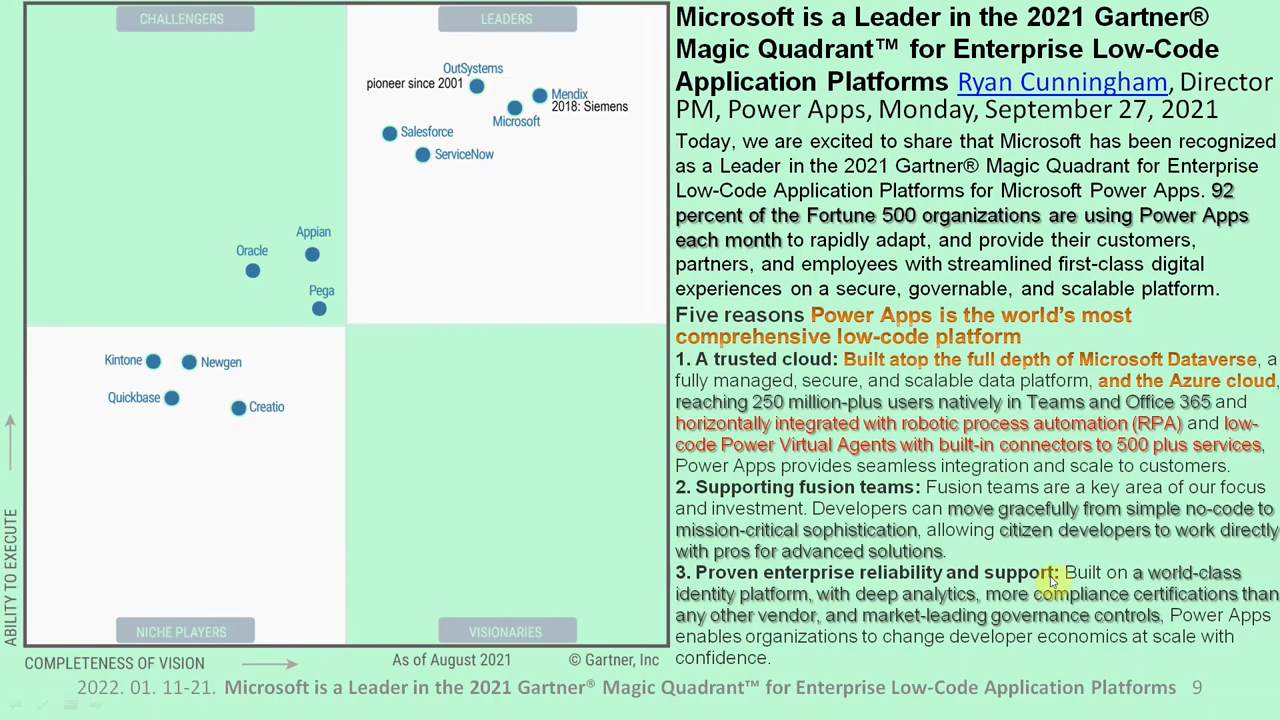 CHALLENGERS
LEADERS
OutSystems
pioneer since 2001
Mendix
2018: Siemens
Microsoft
Salesforce
ServiceNow
Appian
Oracle
Pega
Kintone
Newgen
Quickbase
Creatio
NICHE PLAYERS
VISIONARIES
ABILITY TO EXECUTE
COMPLETENESS OF VISION
As of August 2021
© Gartner, Inc
Microsoft is a Leader in the 2021 Gartner®
Magic Quadrant™ for Enterprise Low-Code
Application Platforms Ryan Cunningham, Director
PM, Power Apps, Monday, September 27, 2021
Today, we are excited to share that Microsoft has been recognized
as a Leader in the 2021 Gartner® Magic Quadrant for Enterprise
Low-Code Application Platforms for Microsoft Power Apps. 92
percent of the Fortune 500 organizations are using Power Apps
each month to rapidly adapt, and provide their customers,
partners, and employees with streamlined first-class digital
experiences on a secure, governable, and scalable platform.
Five reasons Power Apps is the world's most
comprehensive low-code platform
1. A trusted cloud: Built atop the full depth of Microsoft Dataverse, a
fully managed, secure, and scalable data platform, and the Azure cloud,
reaching 250 million-plus users natively in Teams and Office 365 and
horizontally integrated with robotic process automation (RPA) and low-
code Power Virtual Agents with built-in connectors to 500 plus services,
Power Apps provides seamless integration and scale to customers.
2. Supporting fusion teams: Fusion teams are a key area of our focus
and investment. Developers can move gracefully from simple no-code to
mission-critical sophistication, allowing citizen developers to work directly
with pros for advanced solutions.
3. Proven enterprise reliability and support: Built on a world-class
identity platform, with deep analytics, more compliance certifications than
any other vendor, and market-leading governance controls, Power Apps
enables organizations to change developer economics at scale with
confidence.
2022. 01. 11-21. Microsoft is a Leader in the 2021 Gartner® Magic Quadrant™ for Enterprise Low-Code Application Platforms 9